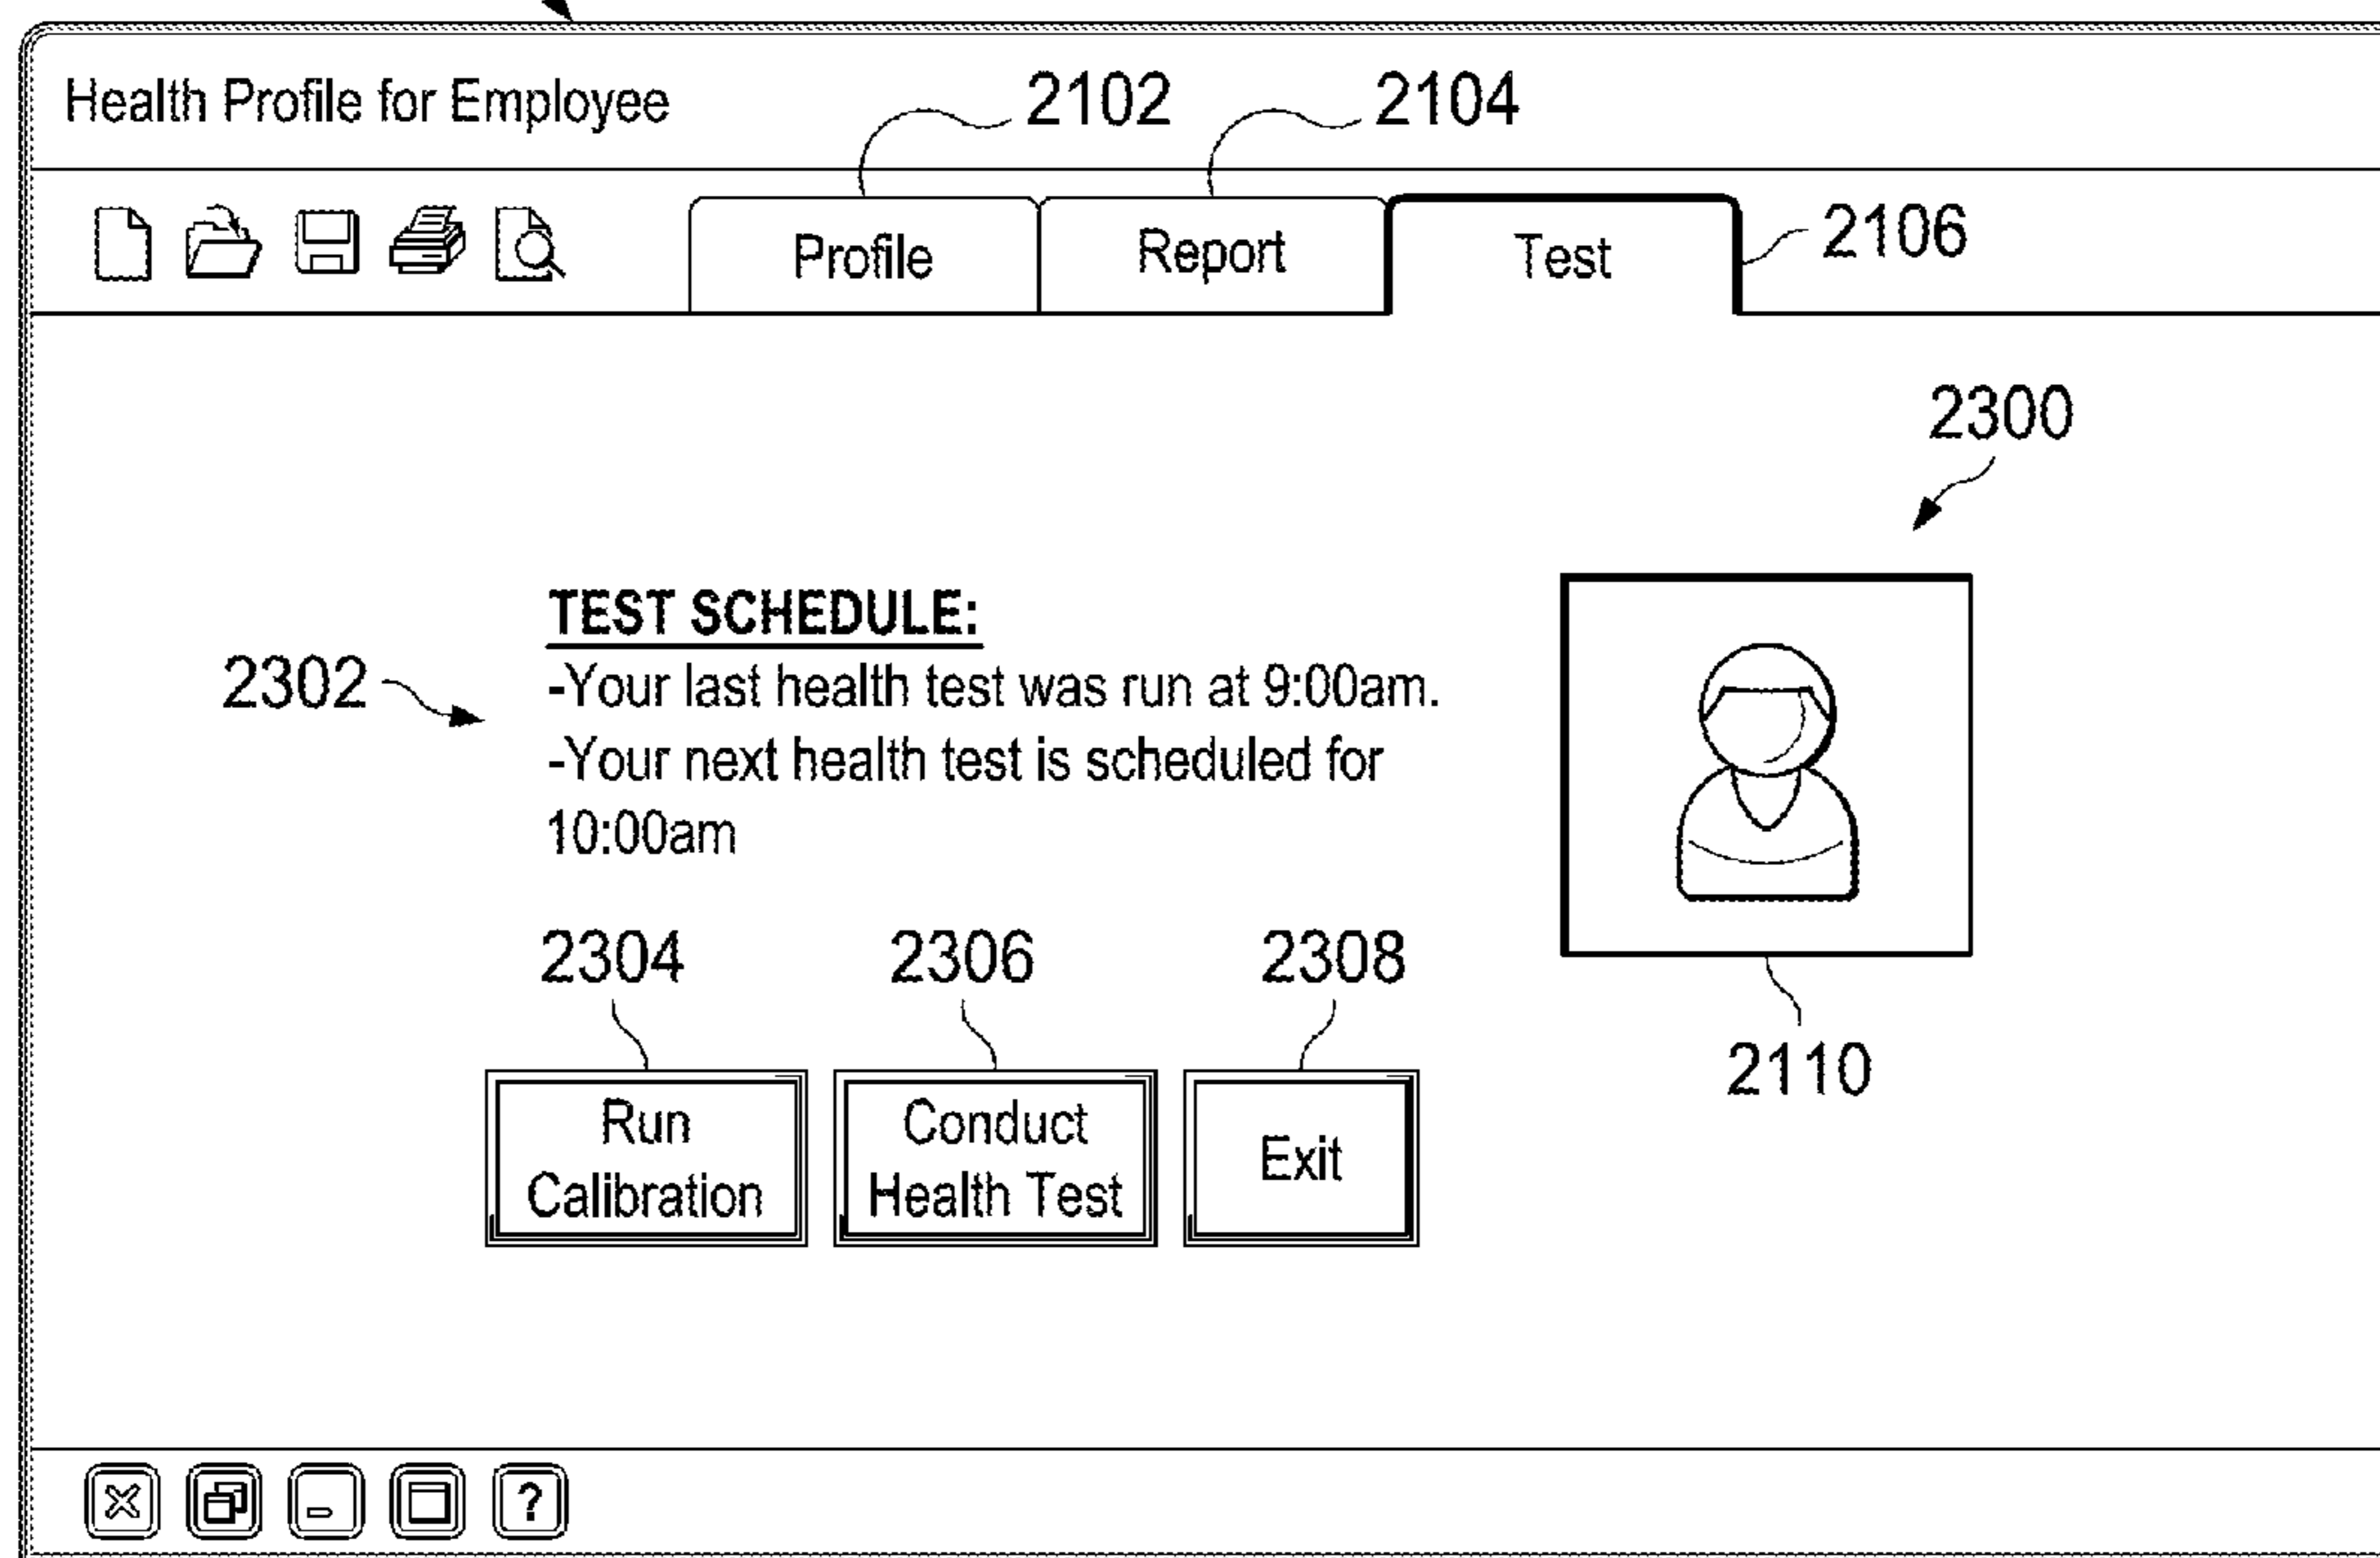 Health Profile for Employee
2102
2104
Profile
Report
Test
2106
2300
TEST SCHEDULE:
2302
-Your last health test was run at 9:00am.
-Your next health test is scheduled for
10:00am
2304
2306
2308
2110
Run
Calibration
Conduct
Health Test
Exit
?